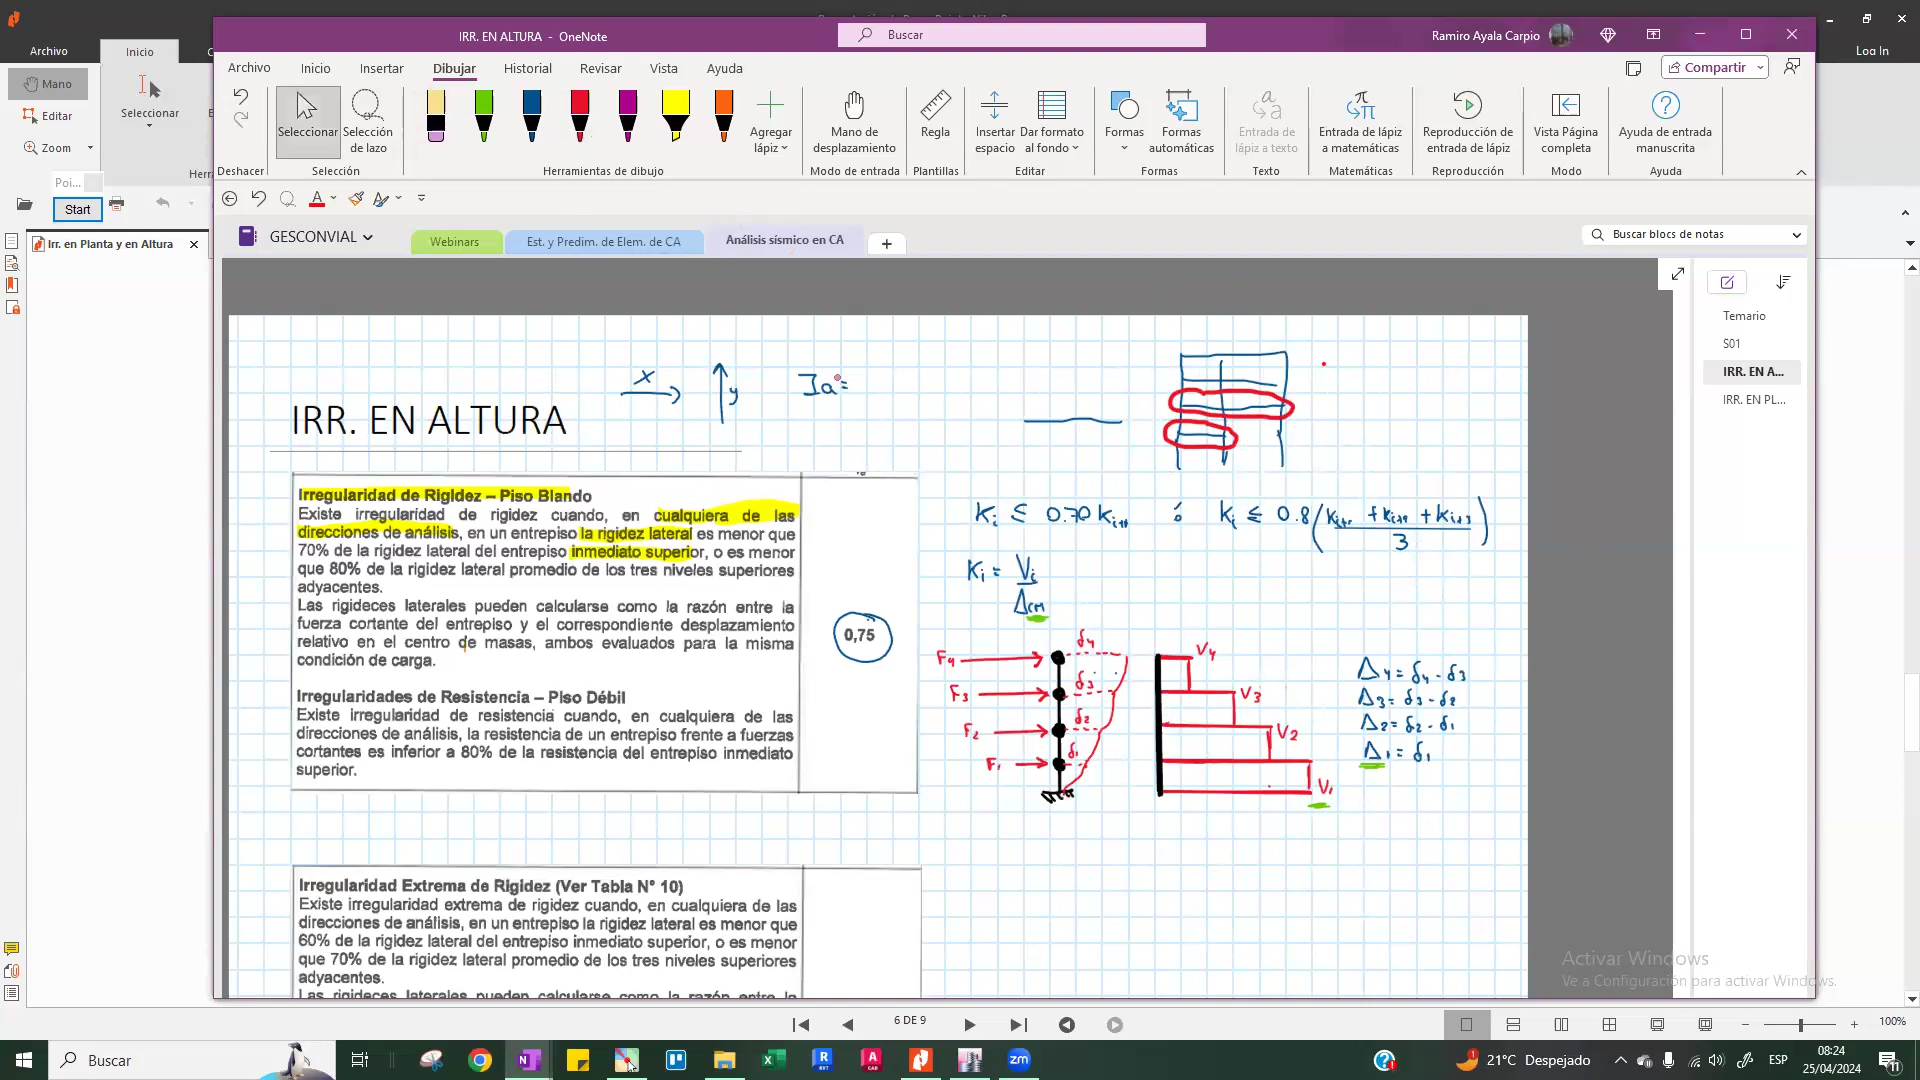 Archivo
Inicio
Log In
Mano
Editar
Zoom
Seleccionar
Poi...
Start
Irr. en Planta y en Altura
IRR. EN ALTURA - OneNote
Buscar
Ramiro Ayala Carpio
Archivo Inicio Insertar Dibujar Historial Revisar Vista Ayuda
Compartir
Deshacer
Seleccionar
Selección de lazo
Selección
Agregar lápiz
Herramientas de dibujo
Mano de desplazamiento
Modo de entrada
Regla
Plantillas
Insertar espacio
Dar formato al fondo
Editar
Formas
Formas automáticas
Formas
Entrada de lápiz a texto
Texto
Entrada de lápiz a matemáticas
Matemáticas
Reproducción de entrada de lápiz
Reproducción
Vista Página completa
Modo
Ayuda de entrada manuscrita
Ayuda
GESCONVIAL
Webinars
Est. y Predim. de Elem. de CA
Análisis sísmico en CA
Buscar blocs de notas
Temario
S01
IRR. EN A...
IRR. EN PL...
x
y
Ia=
IRR. EN ALTURA
Irregularidad de Rigidez – Piso Blando
Existe irregularidad de rigidez cuando, en cualquiera de las
direcciones de análisis, en un entrepiso la rigidez lateral es menor que
70% de la rigidez lateral del entrepiso inmediato superior, o es menor
que 80% de la rigidez lateral promedio de los tres niveles superiores
adyacentes.
Las rigideces laterales pueden calcularse como la razón entre la
fuerza cortante del entrepiso y el correspondiente desplazamiento
relativo en el centro de masas, ambos evaluados para la misma
condición de carga.
0,75
Irregularidades de Resistencia – Piso Débil
Existe irregularidad de resistencia cuando, en cualquiera de las
direcciones de análisis, la resistencia de un entrepiso frente a fuerzas
cortantes es inferior a 80% de la resistencia del entrepiso inmediato
superior.
Irregularidad Extrema de Rigidez (Ver Tabla N° 10)
Existe irregularidad extrema de rigidez cuando, en cualquiera de las
direcciones de análisis, en un entrepiso la rigidez lateral es menor que
60% de la rigidez lateral del entrepiso inmediato superior, o es menor
que 70% de la rigidez lateral promedio de los tres niveles superiores
adyacentes.
Las rigideces laterales pueden calcularse como la razón entre la
Ki ≤ 0.70 Ki+1 ó Ki ≤ 0.8 (Ki+1 + Ki+2 + Ki+3 / 3)
Ki = Vi / ΔCM
F4 δ4
F3 δ3
F2 δ2
F1 δ1
V4
V3
V2
V1
Δ4 = δ4 - δ3
Δ3 = δ3 - δ2
Δ2 = δ2 - δ1
Δ1 = δ1
Activar Windows
Ve a Configuración para activar Windows.
6 DE 9
100%
Buscar
21°C Despejado
ESP
08:24
25/04/2024